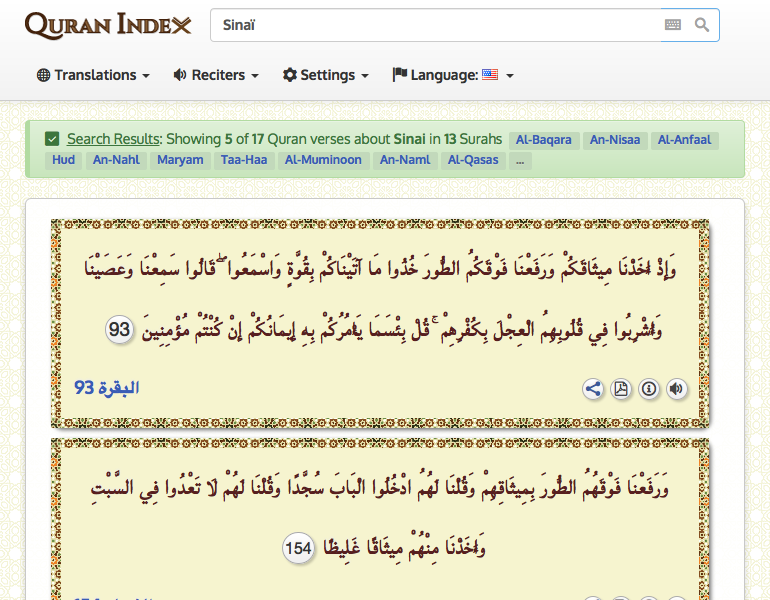 QURAN INDEX
Sinaï
Translations Reciters Settings Language:
Search Results: Showing 5 of 17 Quran verses about Sinai in 13 Surahs Al-Baqara An-Nisaa Al-Anfaal
Hud An-Nahl Maryam Taa-Haa Al-Muminoon An-Naml Al-Qasas ...
وَإِذْ أَخَذْنَا مِيثَاقَكُمْ وَرَفَعْنَا فَوْقَكُمُ الطُّورَ خُذُوا مَا آتَيْنَاكُم بِقُوَّةٍ وَاسْمَعُوا ۖ قَالُوا سَمِعْنَا وَعَصَيْنَا
وَأُشْرِبُوا فِي قُلُوبِهِمُ الْعِجْلَ بِكُفْرِهِمْ ۚ قُلْ بِئْسَمَا يَأْمُرُكُم بِهِ إِيمَانُكُمْ إِن كُنتُم مُّؤْمِنِينَ 93
البقرة 93
وَرَفَعْنَا فَوْقَهُمُ الطُّورَ بِمِيثَاقِهِمْ وَقُلْنَا لَهُمُ ادْخُلُوا الْبَابَ سُجَّدًا وَقُلْنَا لَهُمْ لَا تَعْدُوا فِي السَّبْتِ
وَأَخَذْنَا مِنْهُم مِّيثَاقًا غَلِيظًا 154